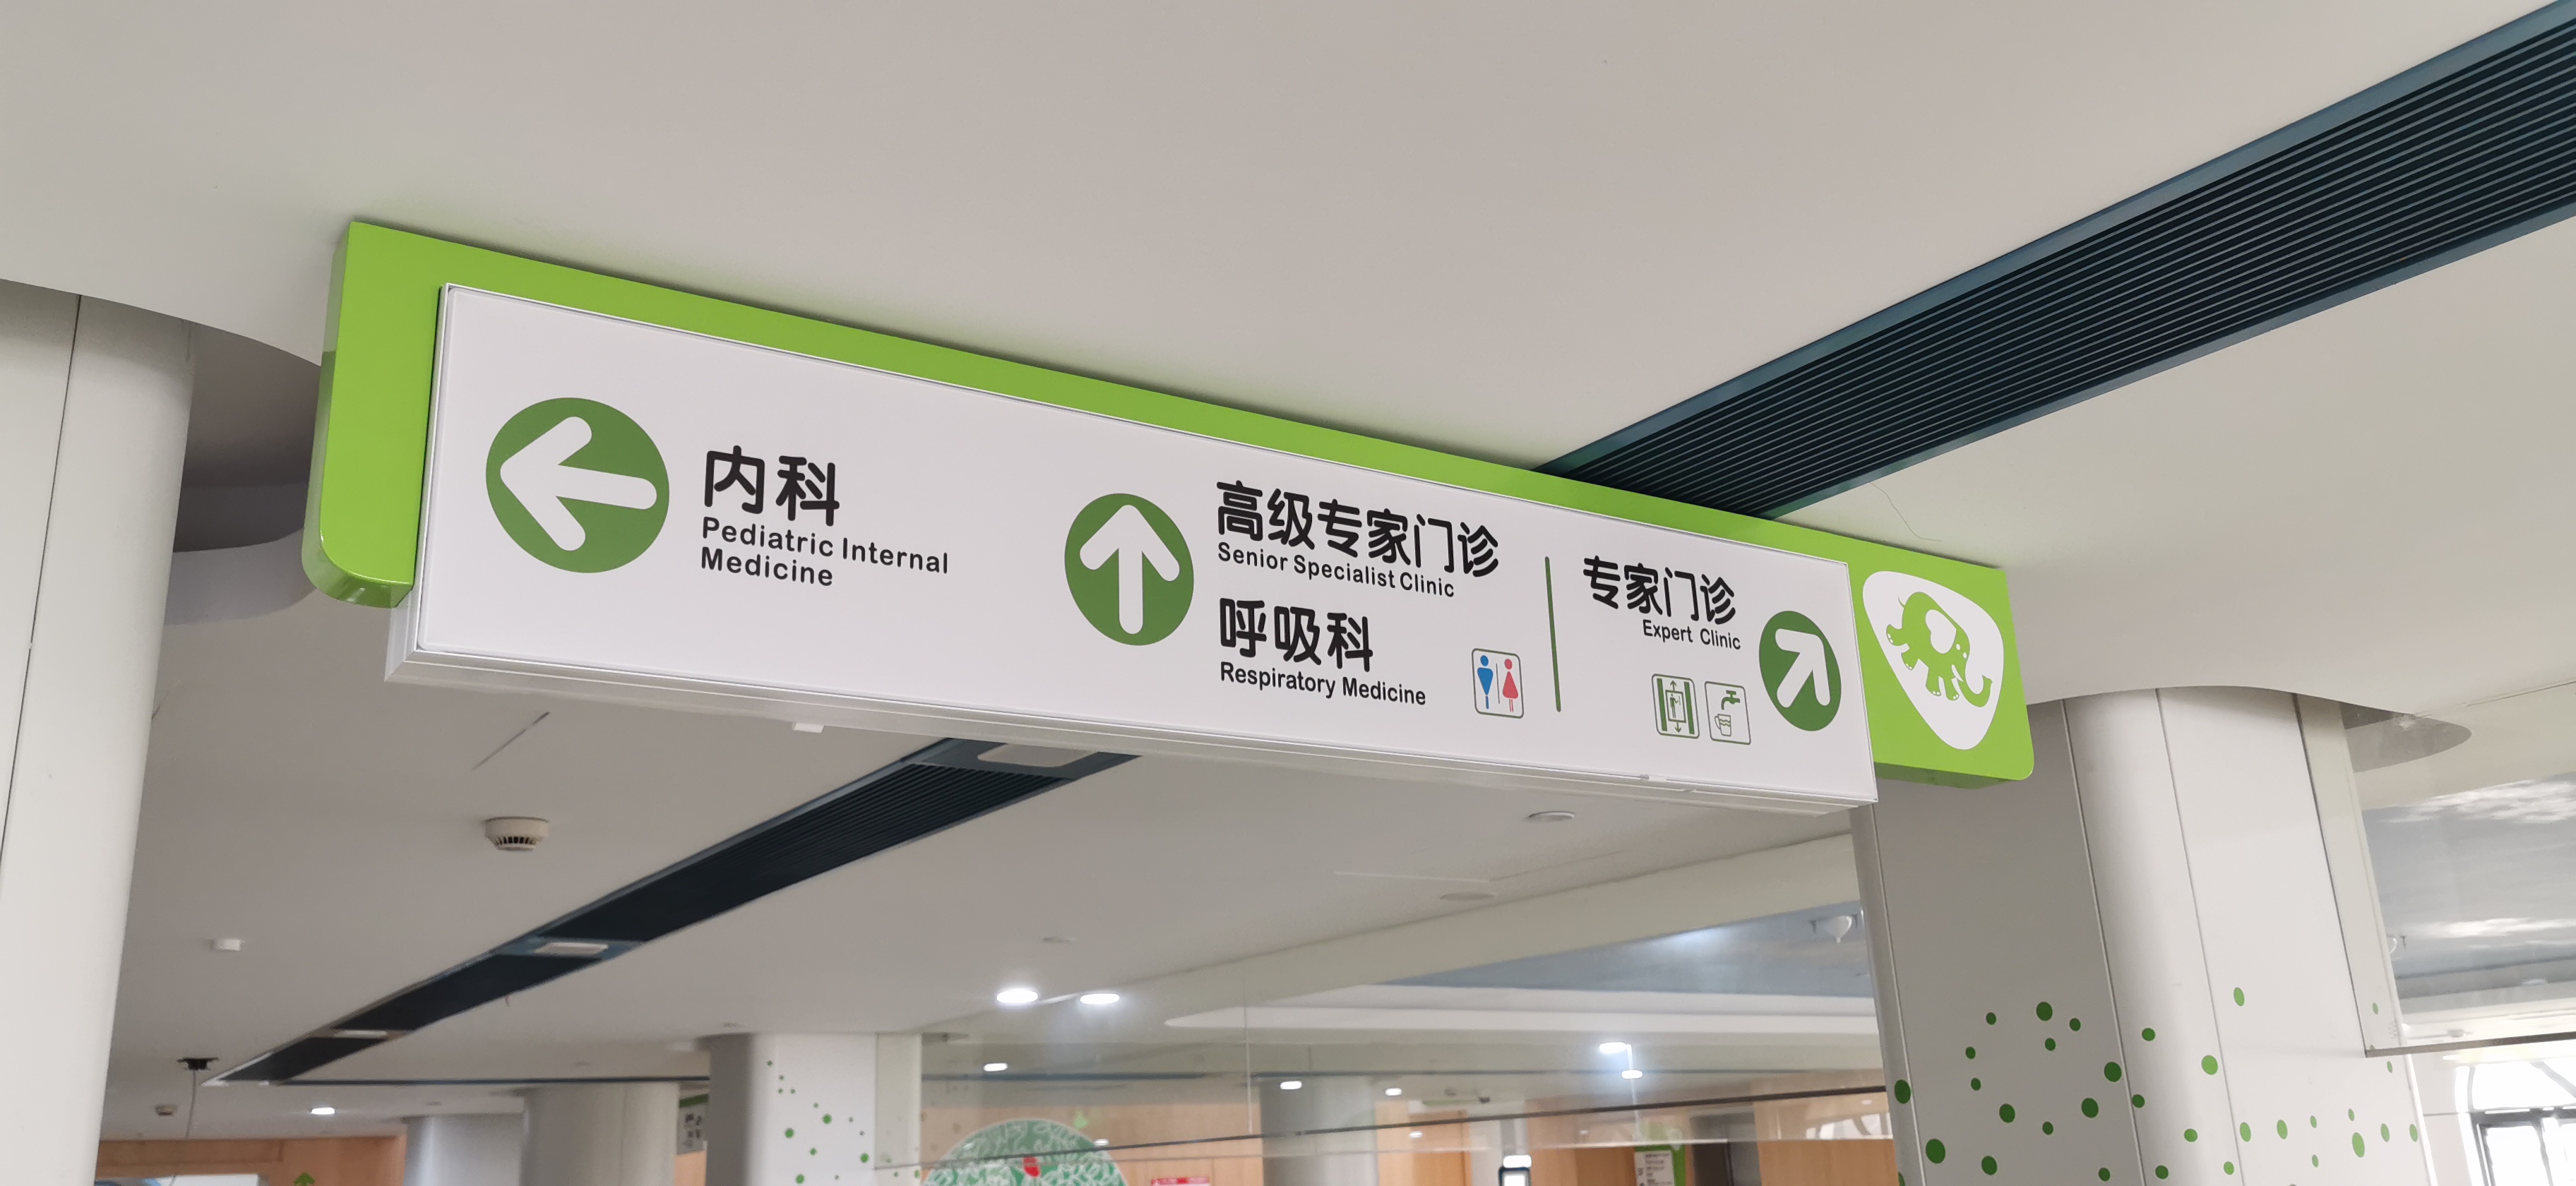 内科
Pediatric Internal
Medicine
高级专家门诊
Senior Specialist Clinic
呼吸科
Respiratory Medicine
专家门诊
Expert Clinic